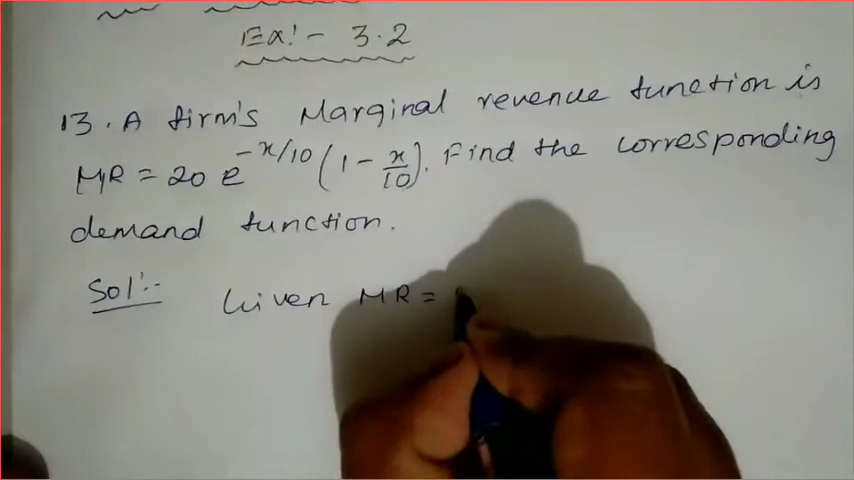 Ex:- 3.2
13. A firm's Marginal revenue function is
MR = 20 e^{-x/10} (1 - x/10). Find the corresponding
demand function.
Sol:- Given MR =